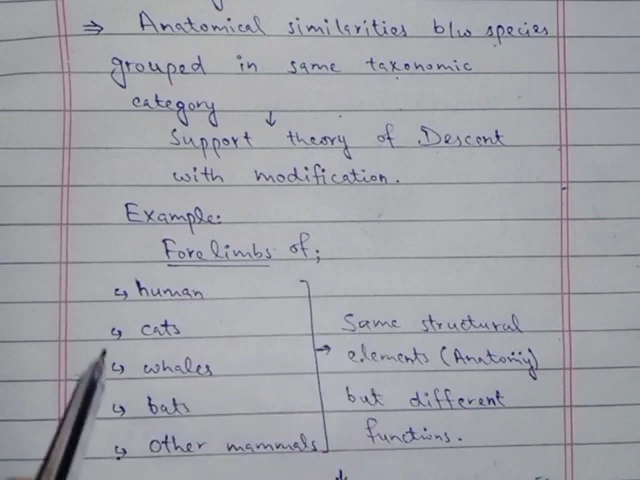 ⇒ Anatomical similarities b/w species
grouped in same taxonomic
category
↓
Support theory of Descent
with modification.
Example:
Forelimbs of;
↳ human
↳ cats
↳ whales
↳ bats
↳ other mammals
→ Same structural
elements (Anatomy)
but different
functions.
↓